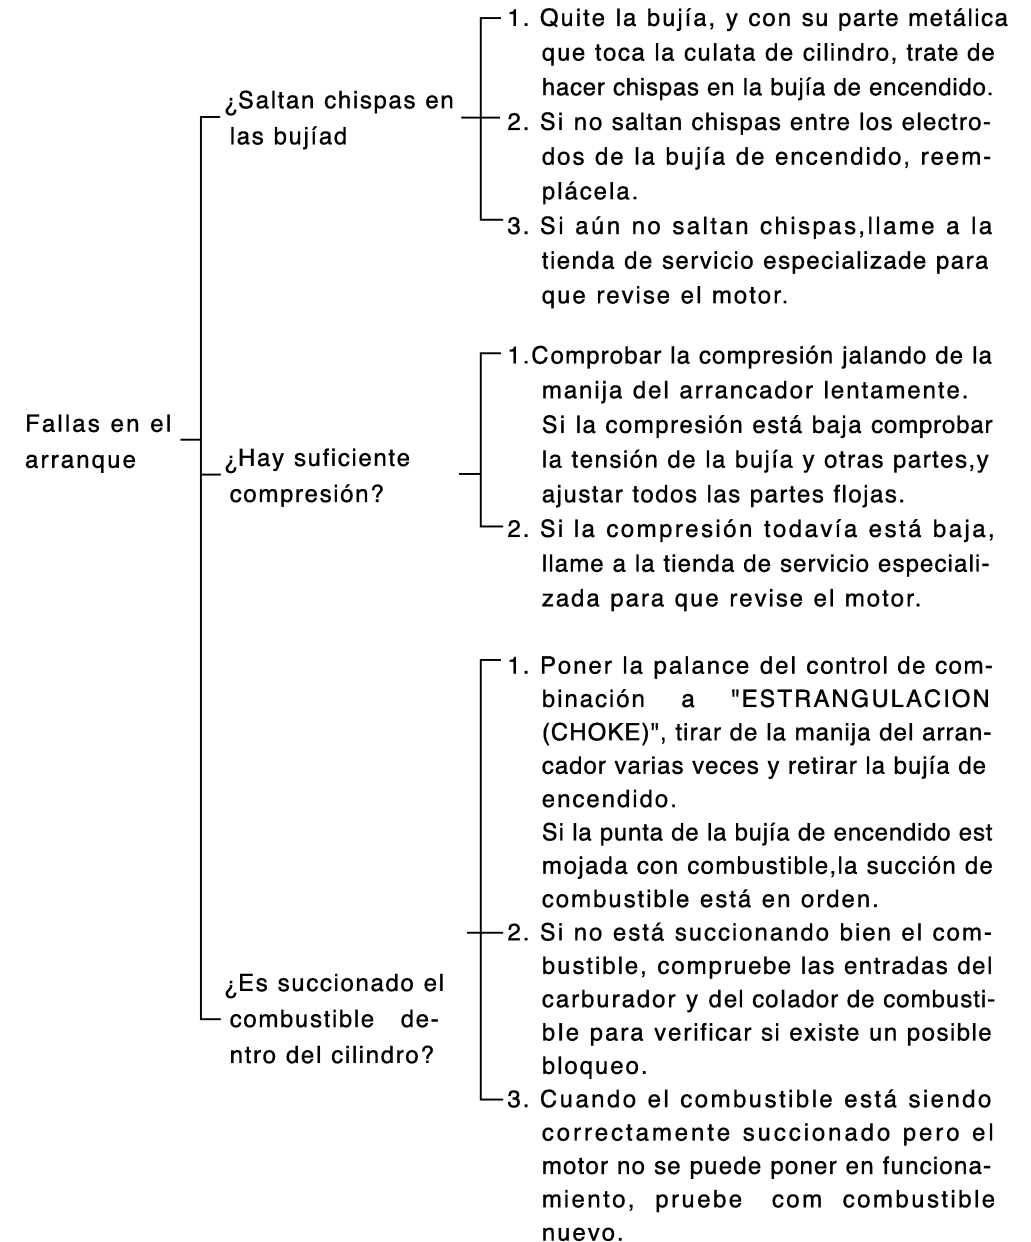 Fallas en el
arranque
¿Saltan chispas en
las bujíad
1. Quite la bujía, y con su parte metálica
que toca la culata de cilindro, trate de
hacer chispas en la bujía de encendido.
2. Si no saltan chispas entre los electro-
dos de la bujía de encendido, reem-
plácela.
3. Si aún no saltan chispas,llame a la
tienda de servicio especializade para
que revise el motor.
¿Hay suficiente
compresión?
1.Comprobar la compresión jalando de la
manija del arrancador lentamente.
Si la compresión está baja comprobar
la tensión de la bujía y otras partes,y
ajustar todos las partes flojas.
2. Si la compresión todavía está baja,
llame a la tienda de servicio especiali-
zada para que revise el motor.
¿Es succionado el
combustible de-
ntro del cilindro?
1. Poner la palance del control de com-
binación a "ESTRANGULACION
(CHOKE)", tirar de la manija del arran-
cador varias veces y retirar la bujía de
encendido.
Si la punta de la bujía de encendido est
mojada con combustible,la succión de
combustible está en orden.
2. Si no está succionando bien el com-
bustible, compruebe las entradas del
carburador y del colador de combusti-
ble para verificar si existe un posible
bloqueo.
3. Cuando el combustible está siendo
correctamente succionado pero el
motor no se puede poner en funciona-
miento, pruebe com combustible
nuevo.